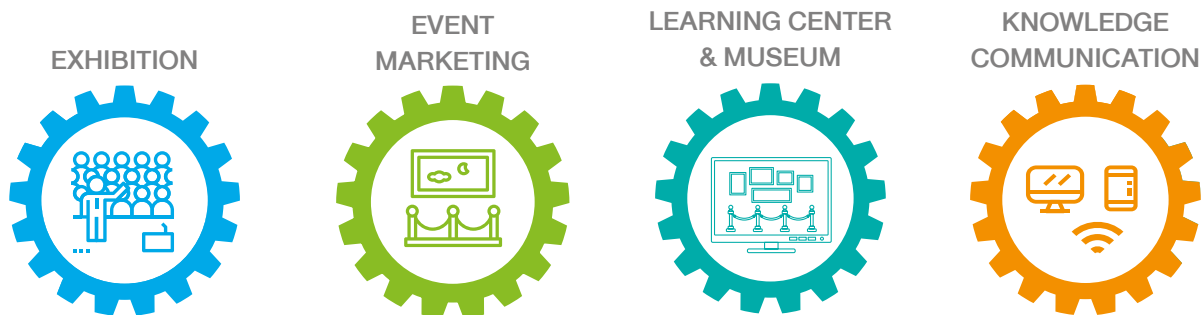 EXHIBITION
EVENT
MARKETING
LEARNING CENTER
& MUSEUM
KNOWLEDGE
COMMUNICATION